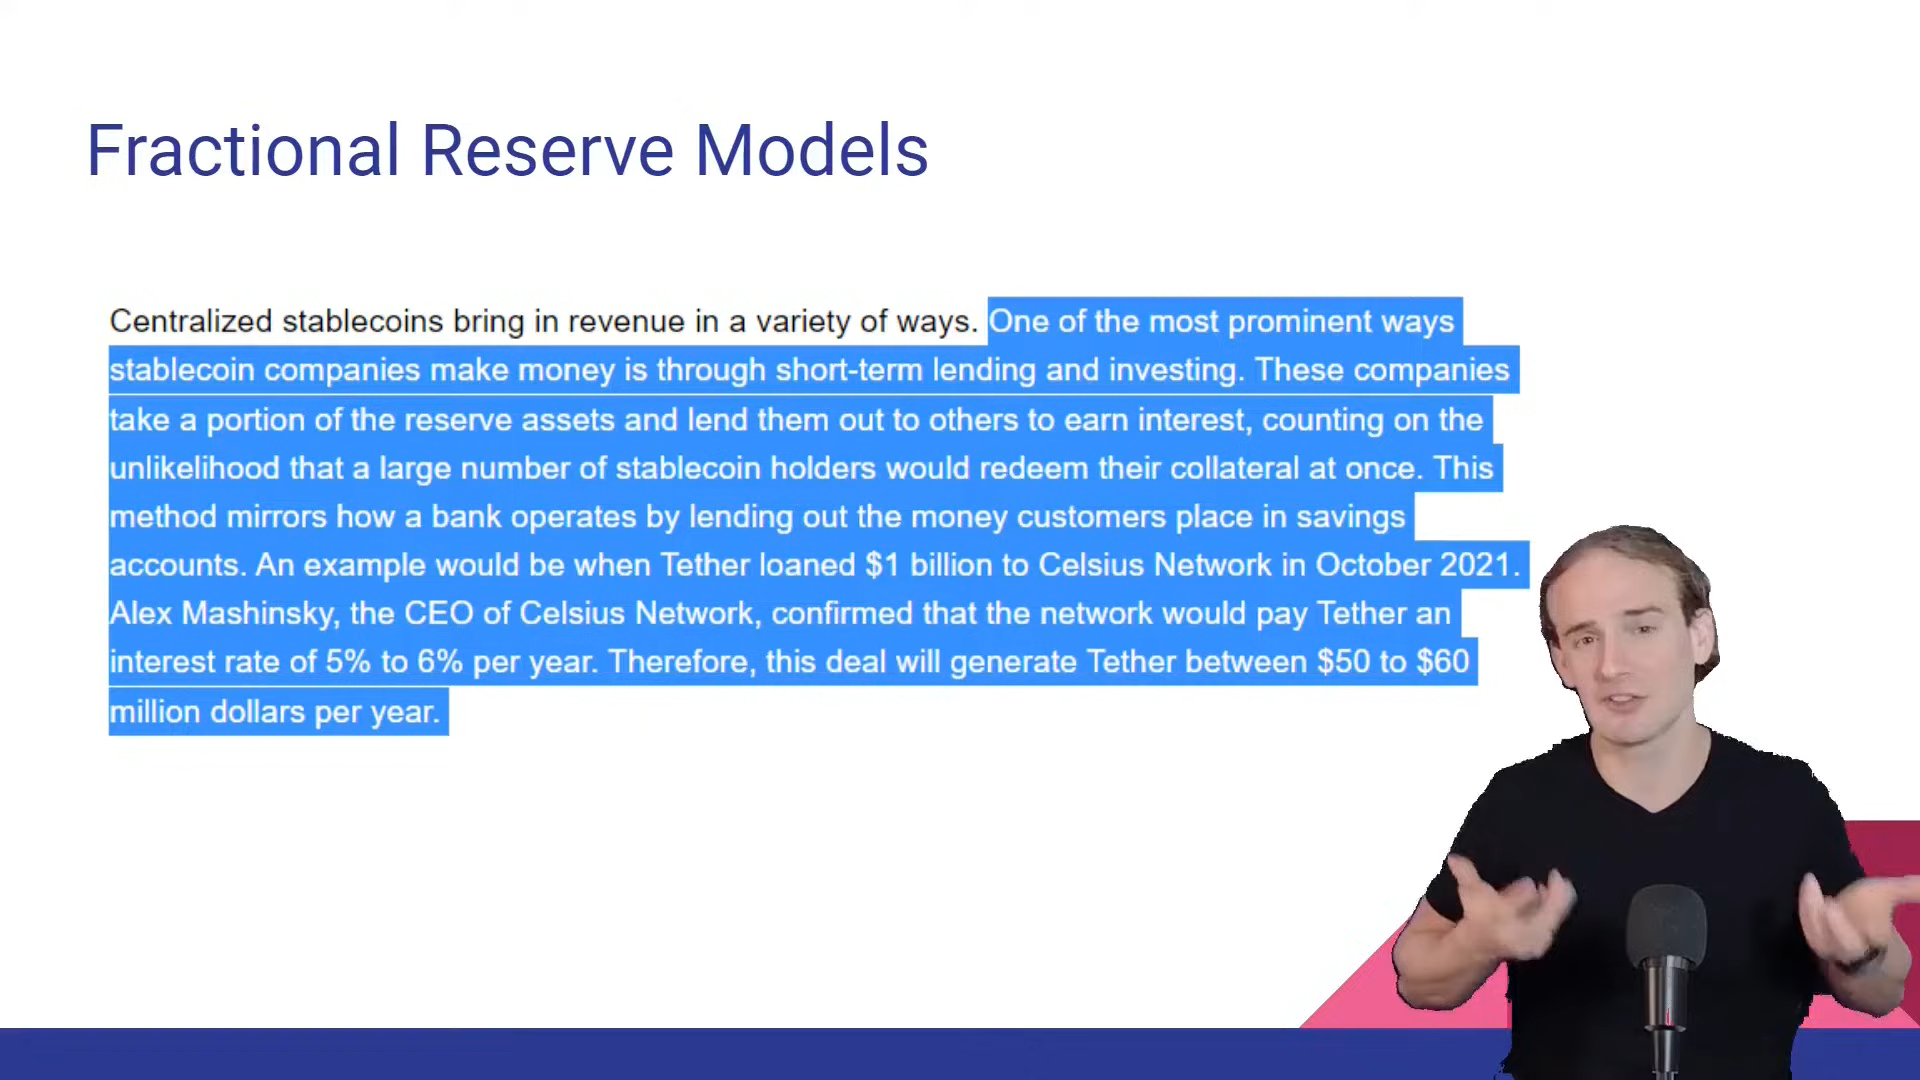 Fractional Reserve Models
Centralized stablecoins bring in revenue in a variety of ways. One of the most prominent ways
stablecoin companies make money is through short-term lending and investing. These companies
take a portion of the reserve assets and lend them out to others to earn interest, counting on the
unlikelihood that a large number of stablecoin holders would redeem their collateral at once. This
method mirrors how a bank operates by lending out the money customers place in savings
accounts. An example would be when Tether loaned $1 billion to Celsius Network in October 2021.
Alex Mashinsky, the CEO of Celsius Network, confirmed that the network would pay Tether an
interest rate of 5% to 6% per year. Therefore, this deal will generate Tether between $50 to $60
million dollars per year.